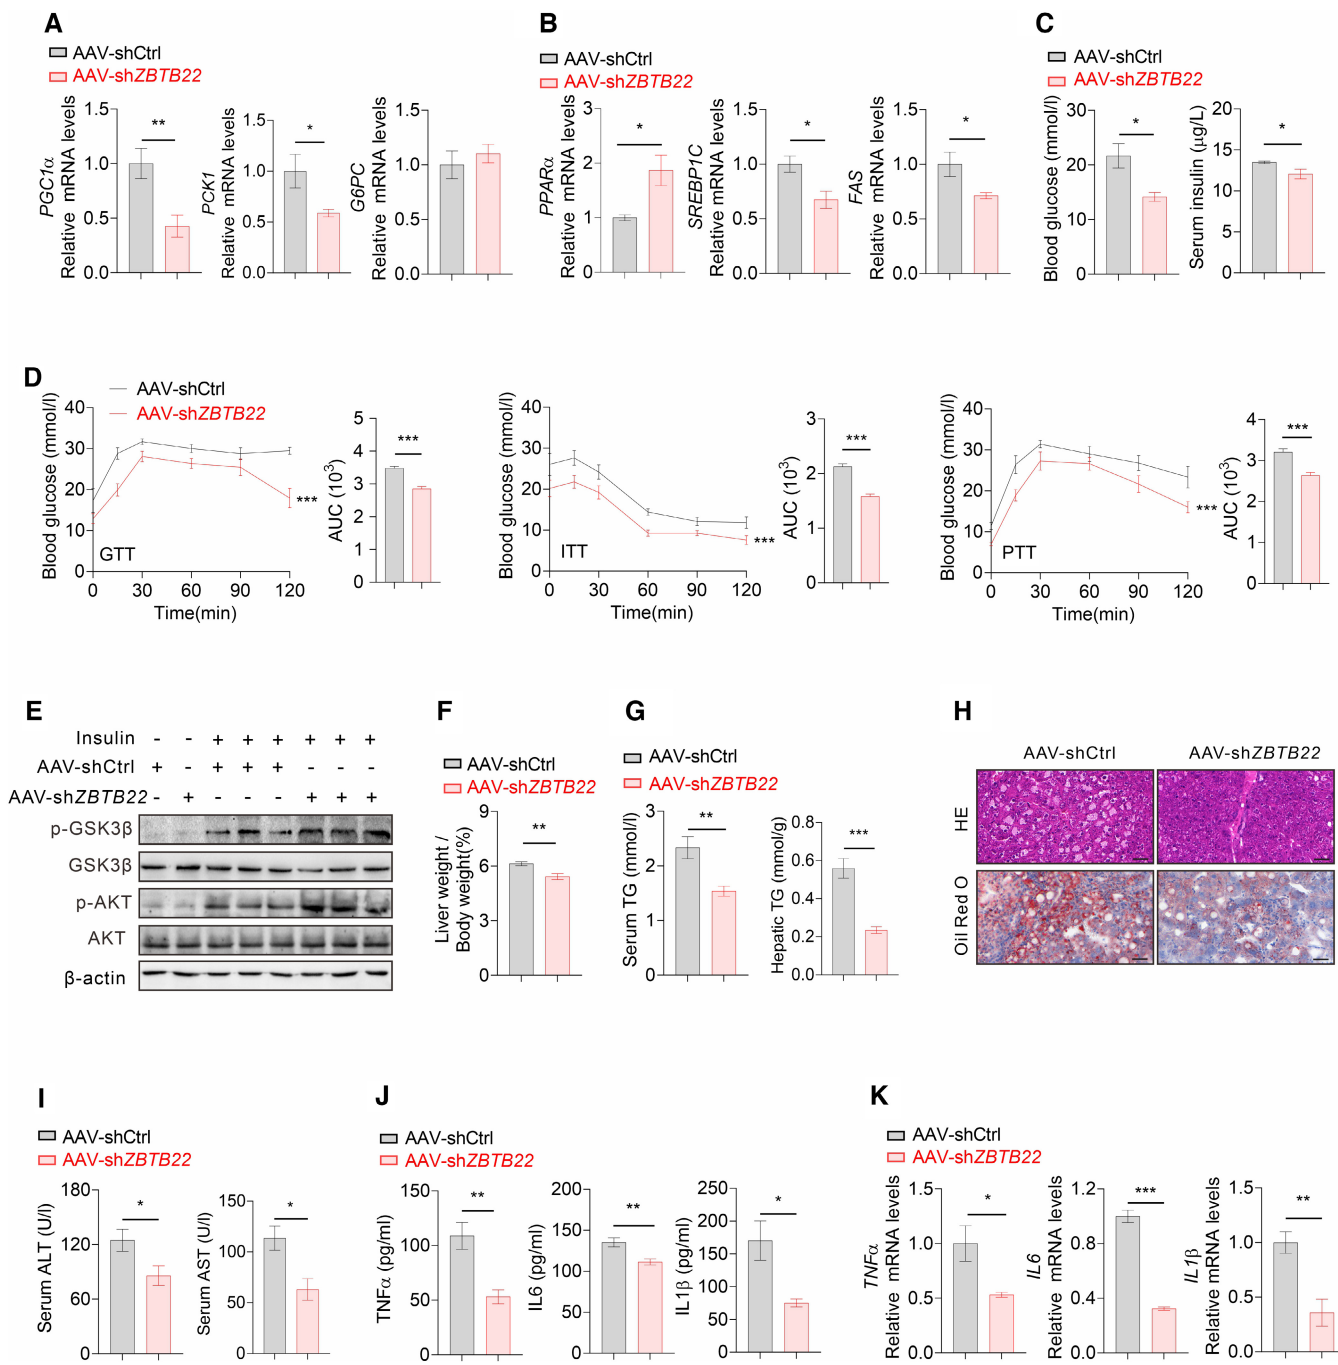 A
AAV-shCtrl
AAV-shZBTB22
PGC1α
Relative mRNA levels
1.5
1.0
0.5
0.0
**
PCK1
Relative mRNA levels
1.5
1.0
0.5
0.0
*
G6PC
Relative mRNA levels
1.5
1.0
0.5
0.0
B
AAV-shCtrl
AAV-shZBTB22
PPARα
Relative mRNA levels
3
2
1
0
*
SREBP1C
Relative mRNA levels
1.5
1.0
0.5
0.0
*
FAS
Relative mRNA levels
1.5
1.0
0.5
0.0
*
C
AAV-shCtrl
AAV-shZBTB22
Blood glucose (mmol/l)
30
20
10
0
*
Serum insulin (μg/L)
20
15
10
5
0
*
D
AAV-shCtrl
AAV-shZBTB22
Blood glucose (mmol/l)
40
30
20
10
0
GTT
***
0 30 60 90 120
Time(min)
AUC (10³)
5
4
3
2
1
0
***
Blood glucose (mmol/l)
40
30
20
10
0
ITT
***
0 30 60 90 120
Time(min)
AUC (10³)
3
2
1
0
***
Blood glucose (mmol/l)
40
30
20
10
0
PTT
***
0 30 60 90 120
Time(min)
AUC (10³)
4
3
2
1
0
***
E
Insulin - - + + + + + +
AAV-shCtrl + - + + + - - -
AAV-shZBTB22 - + - - - + + +
p-GSK3β
GSK3β
p-AKT
AKT
β-actin
F
AAV-shCtrl
AAV-shZBTB22
Liver weight /
Body weight(%)
9
6
3
0
**
G
AAV-shCtrl
AAV-shZBTB22
Serum TG (mmol/l)
3
2
1
0
**
Hepatic TG (mmol/g)
0.8
0.6
0.4
0.2
0.0
***
H
AAV-shCtrl AAV-shZBTB22
HE
Oil Red O
I
AAV-shCtrl
AAV-shZBTB22
Serum ALT (U/l)
180
120
60
0
*
Serum AST (U/l)
150
100
50
0
*
J
AAV-shCtrl
AAV-shZBTB22
TNFα (pg/ml)
150
100
50
0
**
IL6 (pg/ml)
200
150
100
50
0
**
IL1β (pg/ml)
250
200
150
100
50
0
*
K
AAV-shCtrl
AAV-shZBTB22
TNFα
Relative mRNA levels
1.5
1.0
0.5
0.0
*
IL6
Relative mRNA levels
1.2
0.8
0.4
0.0
***
IL1β
Relative mRNA levels
1.5
1.0
0.5
0.0
**